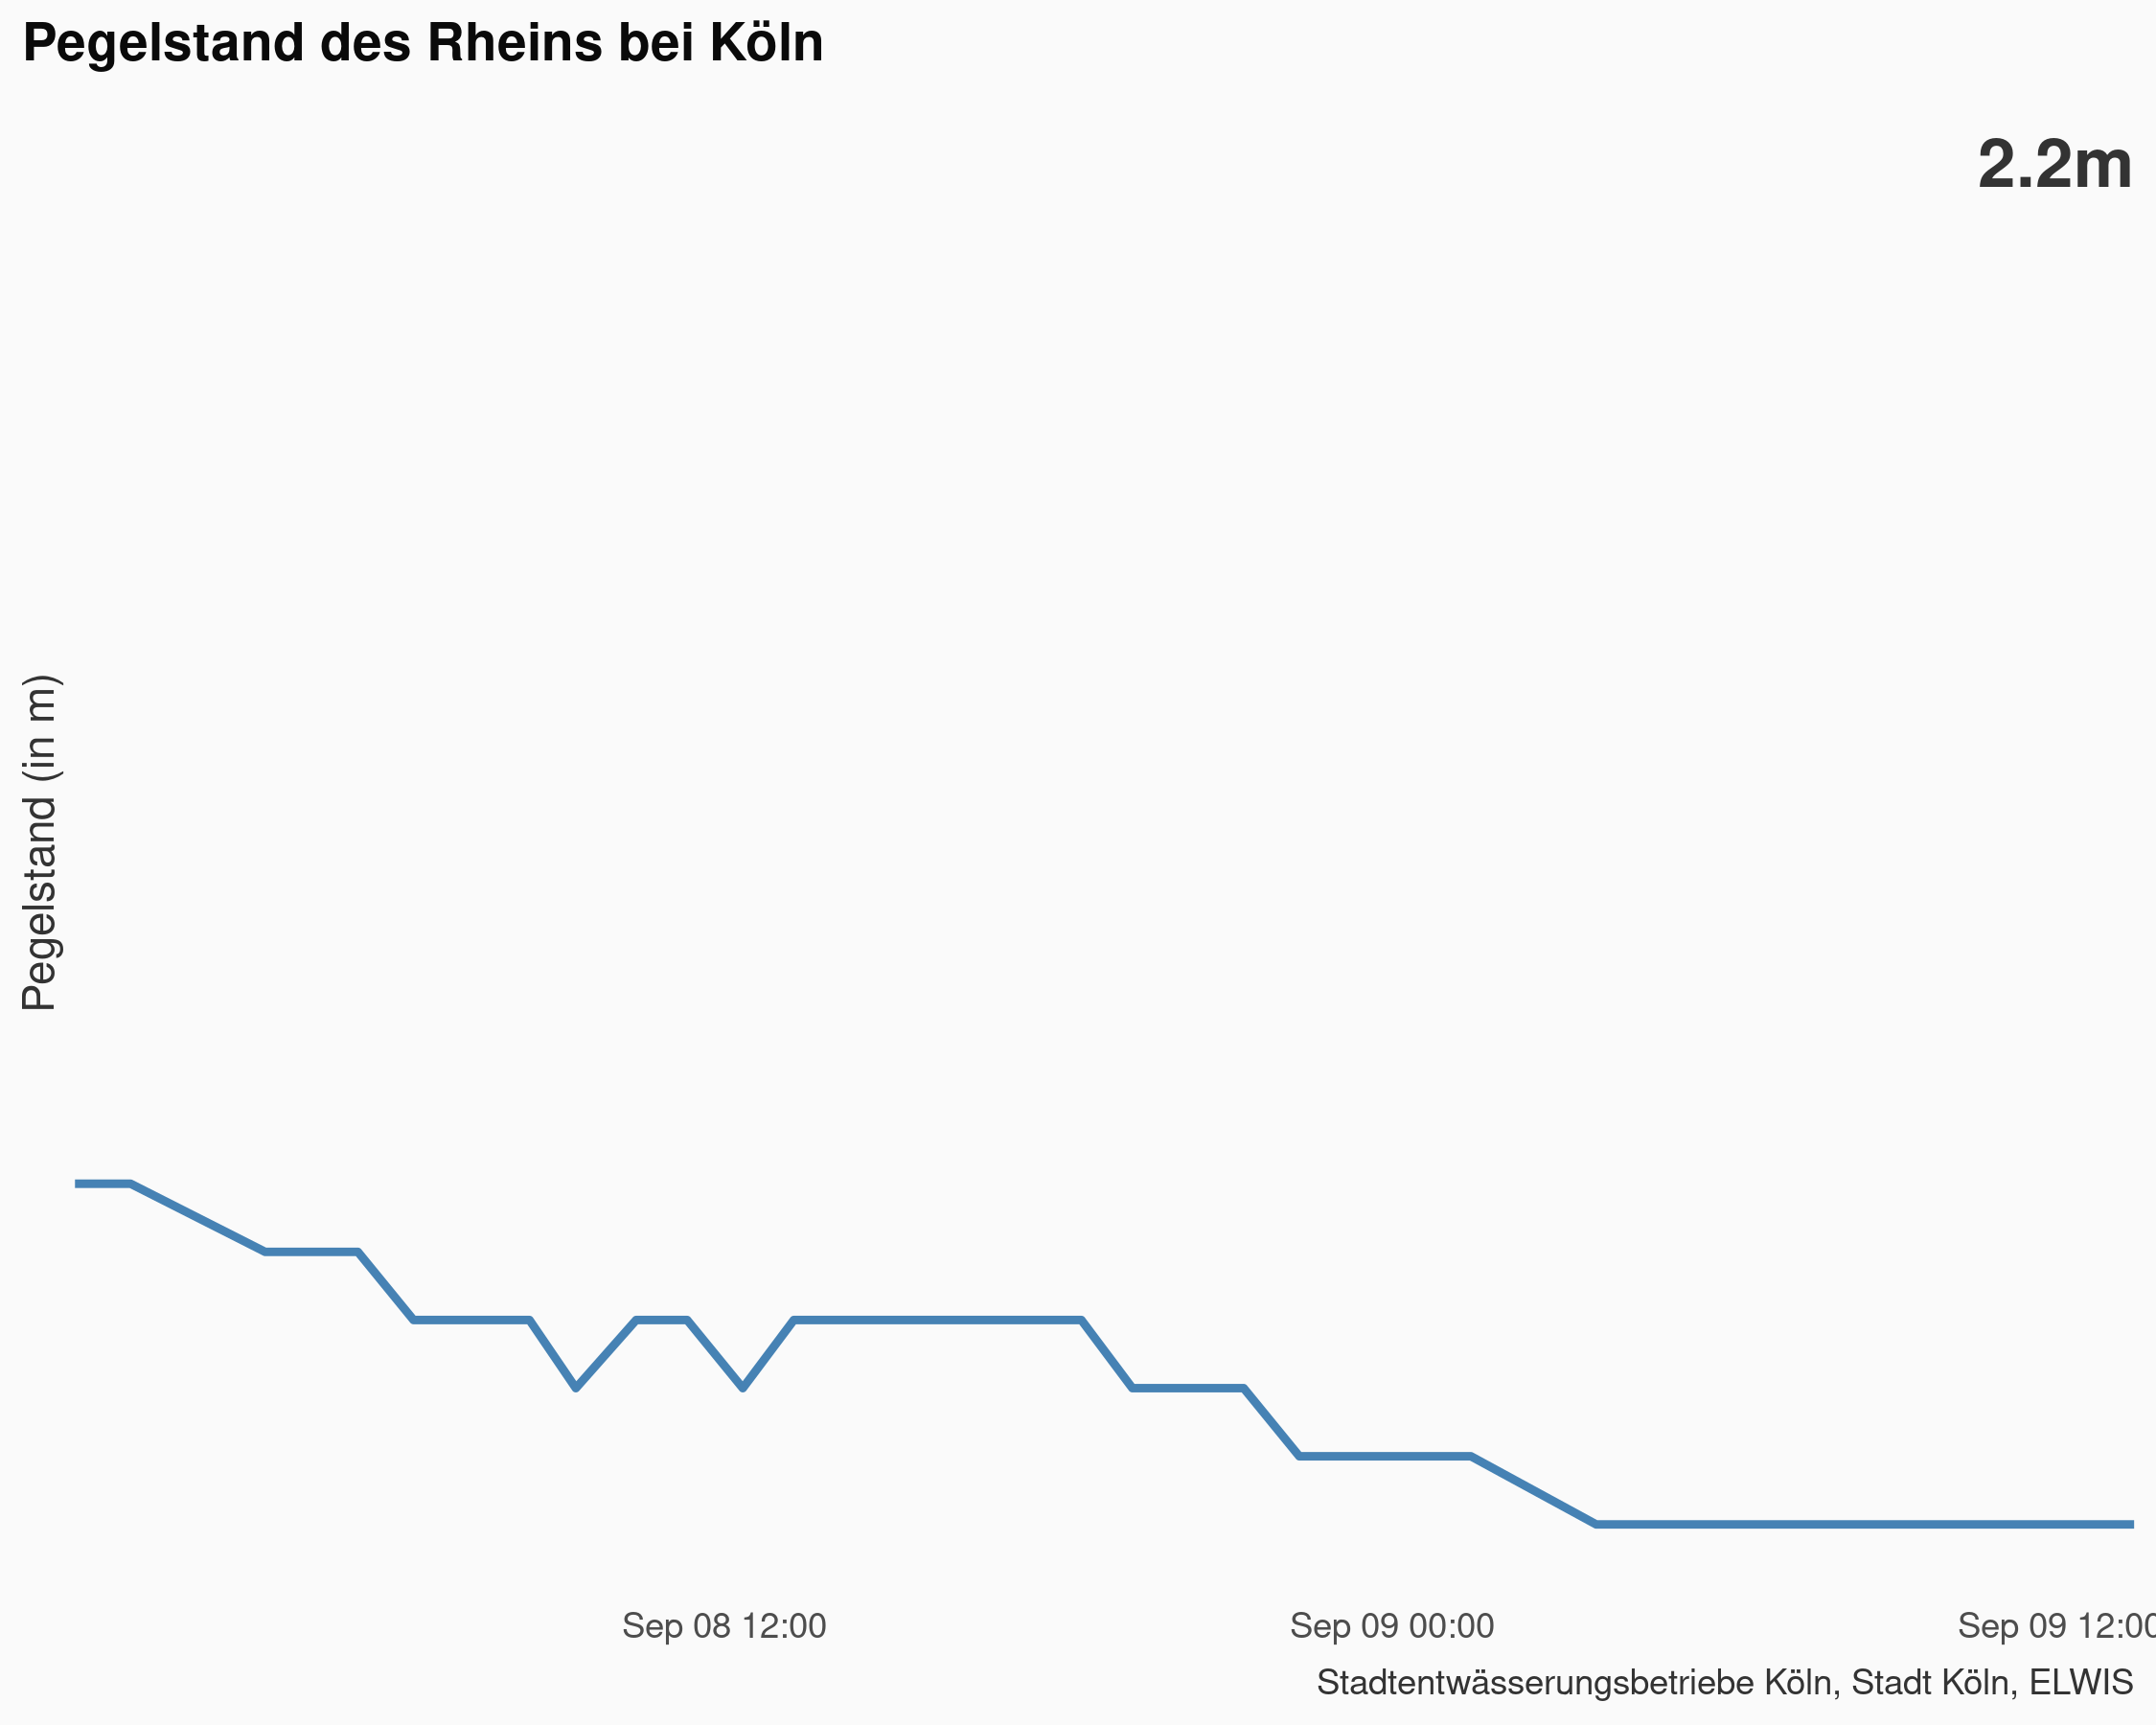 Pegelstand des Rheins bei Köln
2.2m
Pegelstand (in m)
Sep 08 12:00
Sep 09 00:00
Sep 09 12:00
Stadtentwässerungsbetriebe Köln, Stadt Köln, ELWIS